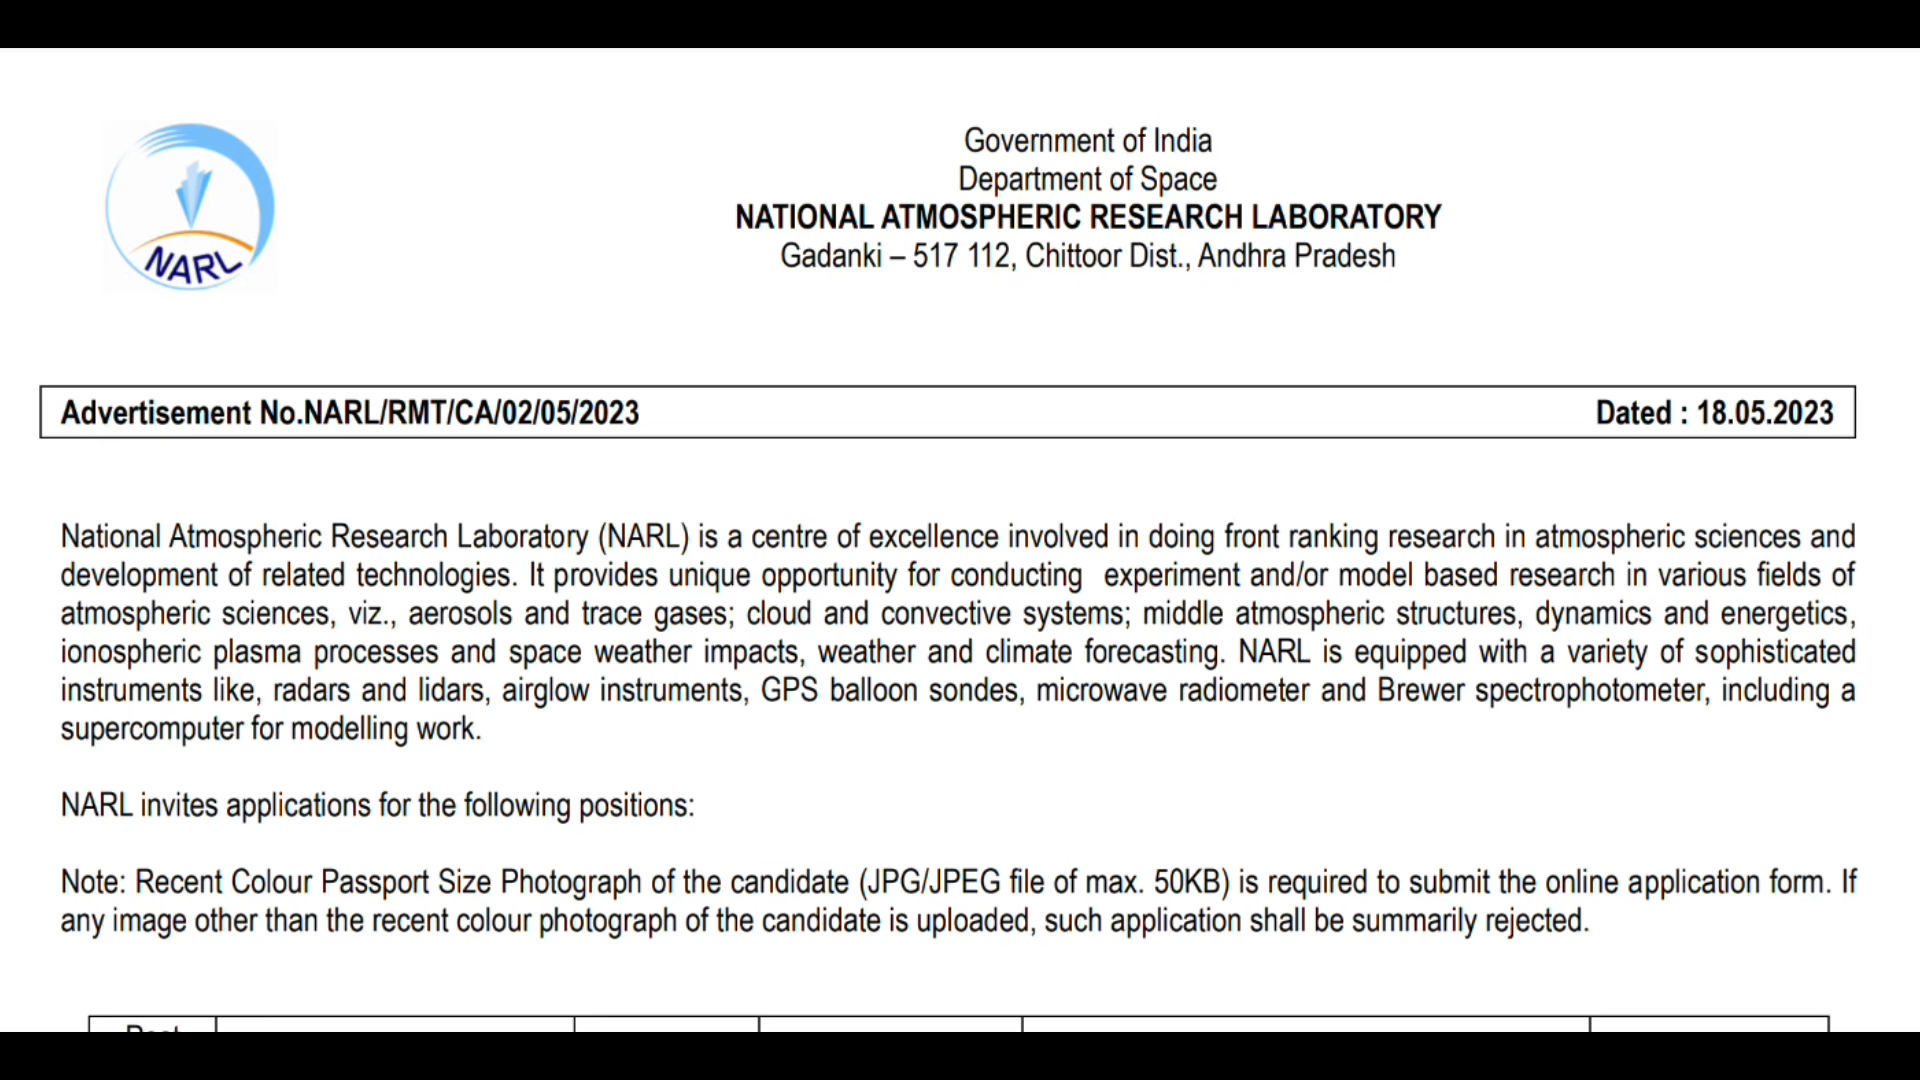 NARL
Government of India
Department of Space
NATIONAL ATMOSPHERIC RESEARCH LABORATORY
Gadanki – 517 112, Chittoor Dist., Andhra Pradesh
Advertisement No.NARL/RMT/CA/02/05/2023 Dated : 18.05.2023
National Atmospheric Research Laboratory (NARL) is a centre of excellence involved in doing front ranking research in atmospheric sciences and
development of related technologies. It provides unique opportunity for conducting experiment and/or model based research in various fields of
atmospheric sciences, viz., aerosols and trace gases; cloud and convective systems; middle atmospheric structures, dynamics and energetics,
ionospheric plasma processes and space weather impacts, weather and climate forecasting. NARL is equipped with a variety of sophisticated
instruments like, radars and lidars, airglow instruments, GPS balloon sondes, microwave radiometer and Brewer spectrophotometer, including a
supercomputer for modelling work.
NARL invites applications for the following positions:
Note: Recent Colour Passport Size Photograph of the candidate (JPG/JPEG file of max. 50KB) is required to submit the online application form. If
any image other than the recent colour photograph of the candidate is uploaded, such application shall be summarily rejected.